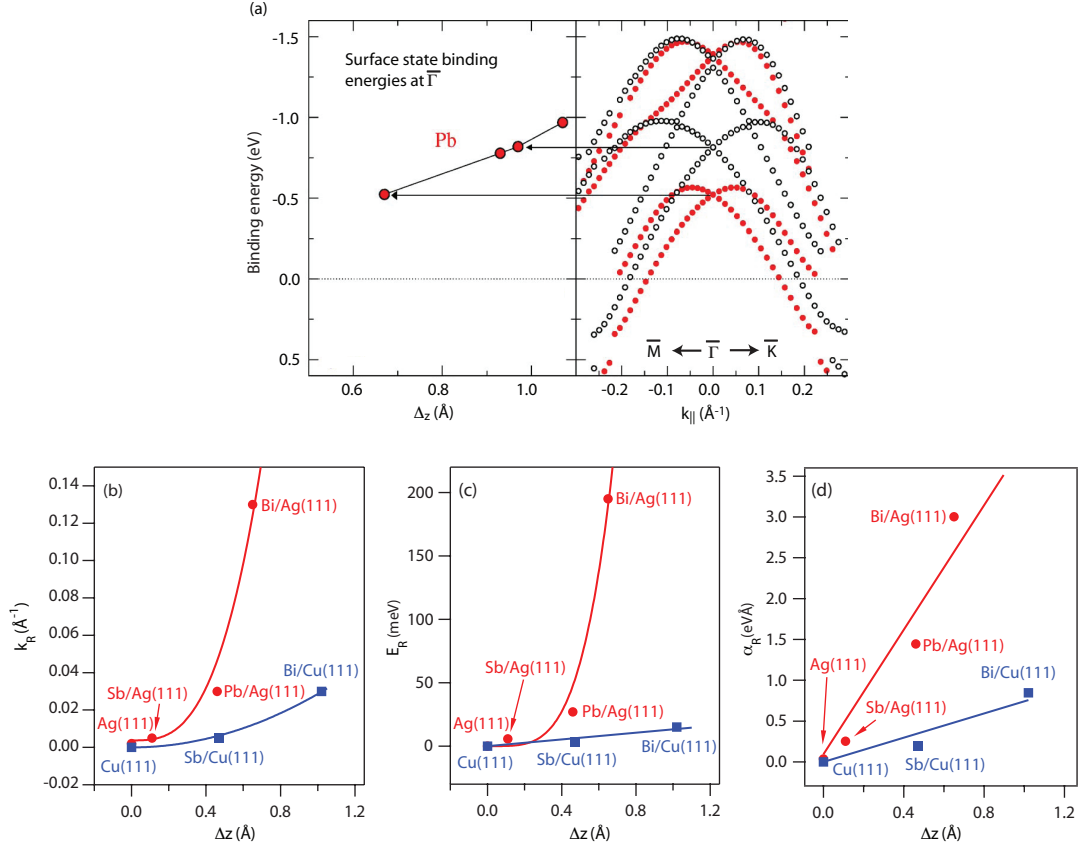 (a)
Surface state binding
energies at Γ̅
Pb
Binding energy (eV)
-1.5
-1.0
-0.5
0.0
0.5
0.6
0.8
1.0
Δz (Å)
M̅ ← Γ̅ → K̅
-0.2
-0.1
0.0
0.1
0.2
k|| (Å-1)
(b)
0.14
0.12
0.10
0.08
0.06
0.04
0.02
0.00
-0.02
kR (Å-1)
Bi/Ag(111)
Sb/Ag(111)
Ag(111)
Pb/Ag(111)
Bi/Cu(111)
Cu(111)
Sb/Cu(111)
0.0
0.4
0.8
1.2
Δz (Å)
(c)
200
150
100
50
0
ER (meV)
Bi/Ag(111)
Sb/Ag(111)
Ag(111)
Pb/Ag(111)
Cu(111)
Sb/Cu(111)
Bi/Cu(111)
0.0
0.4
0.8
1.2
Δz (Å)
(d)
3.5
3.0
2.5
2.0
1.5
1.0
0.5
0.0
αR (eVÅ)
Bi/Ag(111)
Pb/Ag(111)
Ag(111)
Bi/Cu(111)
Sb/Ag(111)
Cu(111)
Sb/Cu(111)
0.0
0.4
0.8
1.2
Δz (Å)